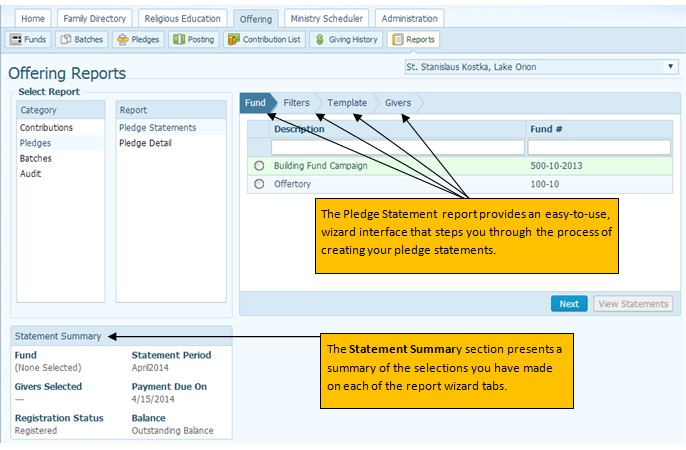 Home Family Directory Religious Education Offering Ministry Scheduler Administration
Funds Batches Pledges Posting Contribution List Giving History Reports
Offering Reports
St. Stanislaus Kostka, Lake Orion
Select Report
Category
Contributions
Pledges
Batches
Audit
Report
Pledge Statements
Pledge Detail
Fund Filters Template Givers
Description Fund #
Building Fund Campaign 500-10-2013
Offertory 100-10
The Pledge Statement report provides an easy-to-use,
wizard interface that steps you through the process of
creating your pledge statements.
Next View Statements
Statement Summary
Fund Statement Period
(None Selected) April2014
Givers Selected Payment Due On
--- 4/15/2014
Registration Status Balance
Registered Outstanding Balance
The Statement Summary section presents a
summary of the selections you have made
on each of the report wizard tabs.